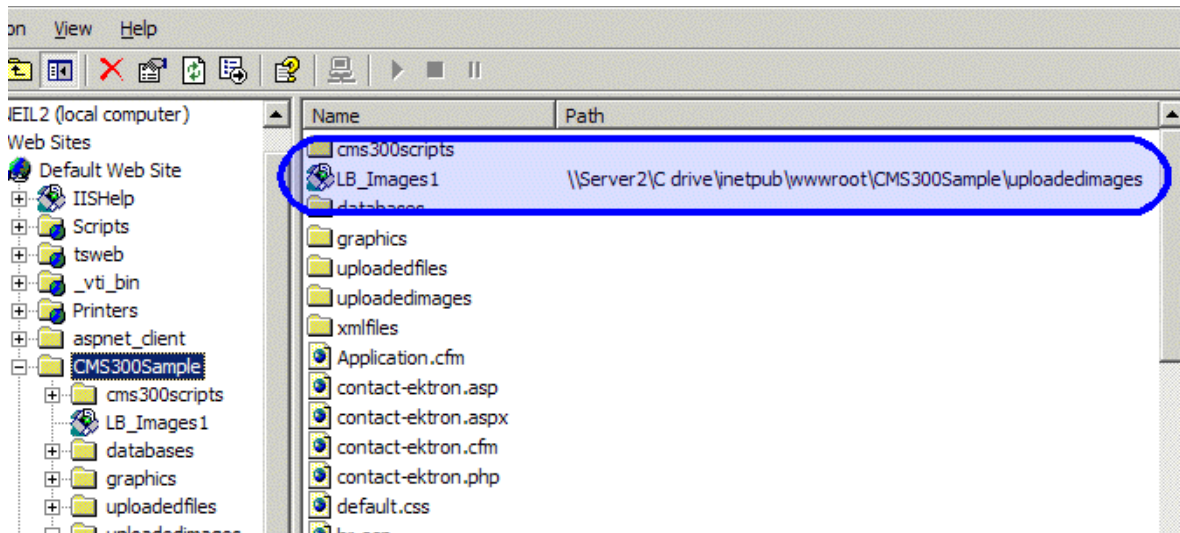 View Help
NEIL2 (local computer)
Web Sites
Default Web Site
IISHelp
Scripts
tsweb
_vti_bin
Printers
aspnet_client
CMS300Sample
cms300scripts
LB_Images1
databases
graphics
uploadedfiles
uploadedimages
Name Path
cms300scripts
LB_Images1 \\Server2\C drive\inetpub\wwwroot\CMS300Sample\uploadedimages
databases
graphics
uploadedfiles
uploadedimages
xmlfiles
Application.cfm
contact-ektron.asp
contact-ektron.aspx
contact-ektron.cfm
contact-ektron.php
default.css